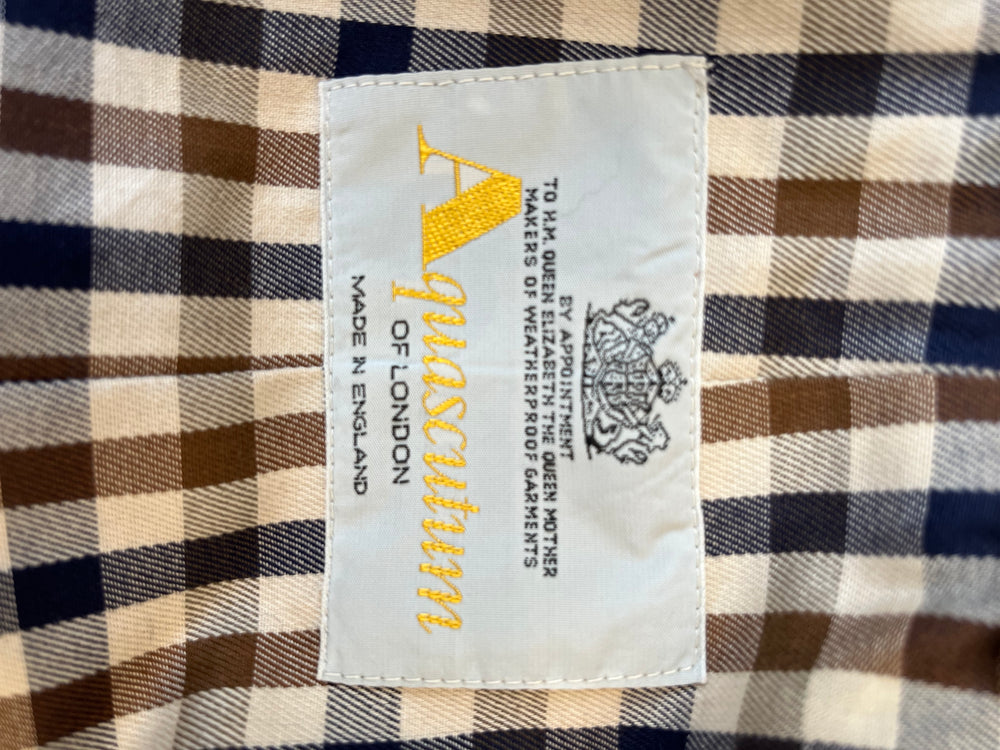 BY APPOINTMENT
TO H.M. QUEEN ELIZABETH THE QUEEN MOTHER
MAKERS OF WEATHERPROOF GARMENTS
Aquascutum
OF LONDON
MADE IN ENGLAND